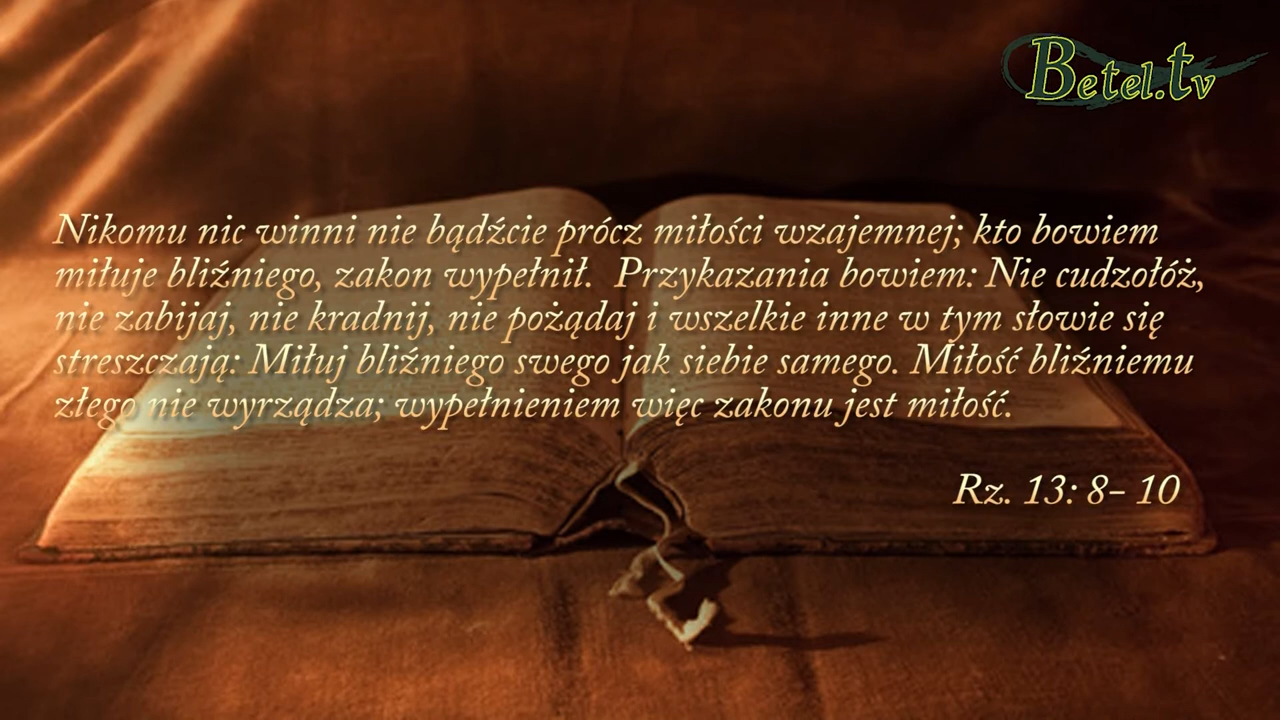 Betel.tv
Nikomu nic winni nie bądźcie prócz miłości wzajemnej; kto bowiem
miłuje bliźniego, zakon wypełnił.  Przykazania bowiem: Nie cudzołóż,
nie zabijaj, nie kradnij, nie pożądaj i wszelkie inne w tym słowie się
streszczają: Miłuj bliźniego swego jak siebie samego. Miłość bliźniemu
złego nie wyrządza; wypełnieniem więc zakonu jest miłość.
Rz. 13: 8- 10